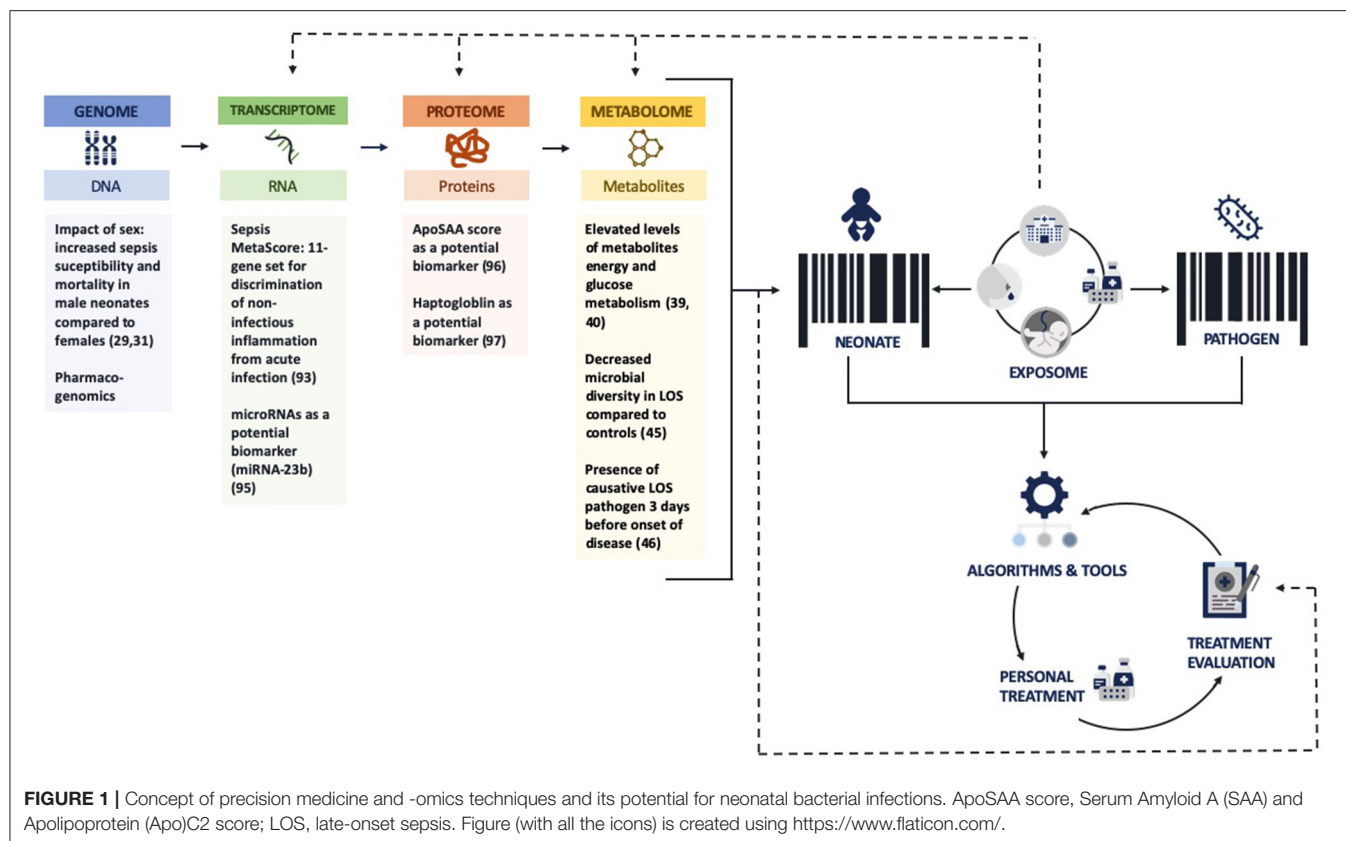 GENOME
DNA
Impact of sex:
increased sepsis
suceptibility and
mortality in
male neonates
compared to
females (29,31)
Pharmaco-
genomics
TRANSCRIPTOME
RNA
Sepsis
MetaScore: 11-
gene set for
discrimination
of non-
infectious
inflammation
from acute
infection (93)
microRNAs as a
potential
biomarker
(miRNA-23b)
(95)
PROTEOME
Proteins
ApoSAA score
as a potential
biomarker (96)
Haptogloblin as
a potential
biomarker (97)
METABOLOME
Metabolites
Elevated levels
of metabolites
energy and
glucose
metabolism (39,
40)
Decreased
microbial
diversity in LOS
compared to
controls (45)
Presence of
causative LOS
pathogen 3 days
before onset of
disease (46)
NEONATE
EXPOSOME
PATHOGEN
ALGORITHMS & TOOLS
PERSONAL
TREATMENT
TREATMENT
EVALUATION
FIGURE 1 | Concept of precision medicine and -omics techniques and its potential for neonatal bacterial infections. ApoSAA score, Serum Amyloid A (SAA) and
Apolipoprotein (Apo)C2 score; LOS, late-onset sepsis. Figure (with all the icons) is created using https://www.flaticon.com/.